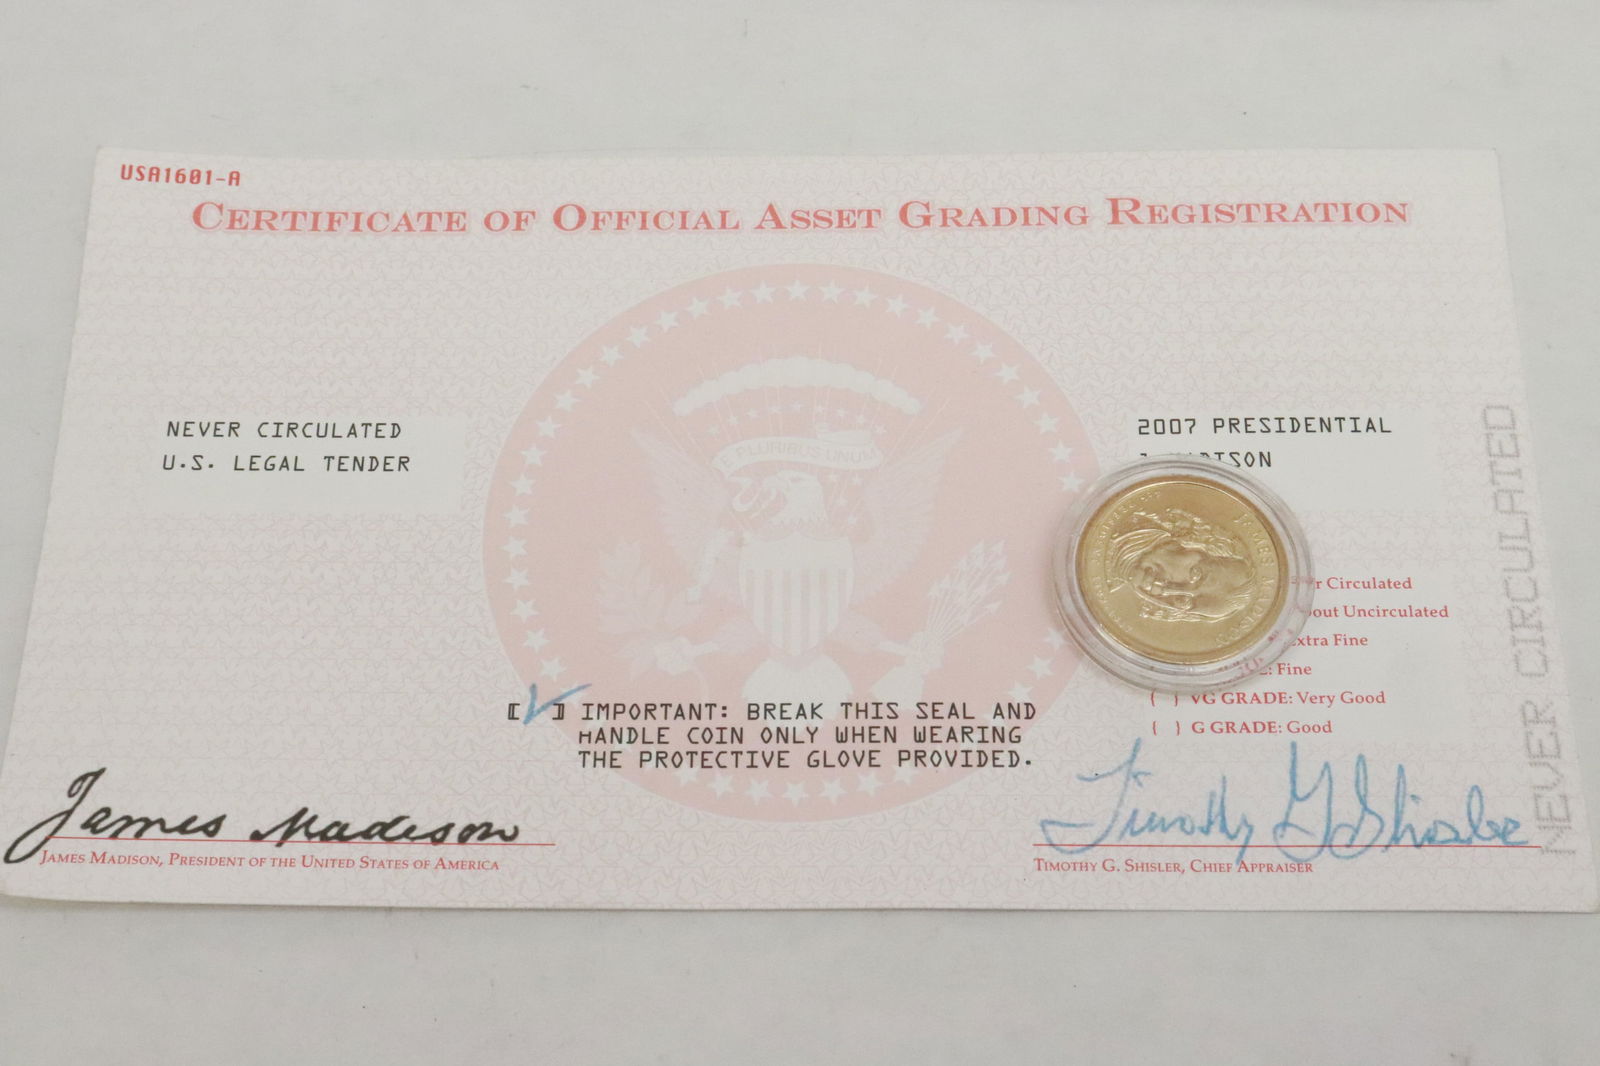 USA1601-A
CERTIFICATE OF OFFICIAL ASSET GRADING REGISTRATION
NEVER CIRCULATED
U.S. LEGAL TENDER
E PLURIBUS UNUM
2007 PRESIDENTIAL
MADISON
JAMES MADISON
Circulated
Uncirculated
Extra Fine
: Fine
( ) VG GRADE: Very Good
( ) G GRADE: Good
NEVER CIRCULATED
[✓] IMPORTANT: BREAK THIS SEAL AND
HANDLE COIN ONLY WHEN WEARING
THE PROTECTIVE GLOVE PROVIDED.
James Madison
JAMES MADISON, PRESIDENT OF THE UNITED STATES OF AMERICA
Timothy G Shisler
TIMOTHY G. SHISLER, CHIEF APPRAISER